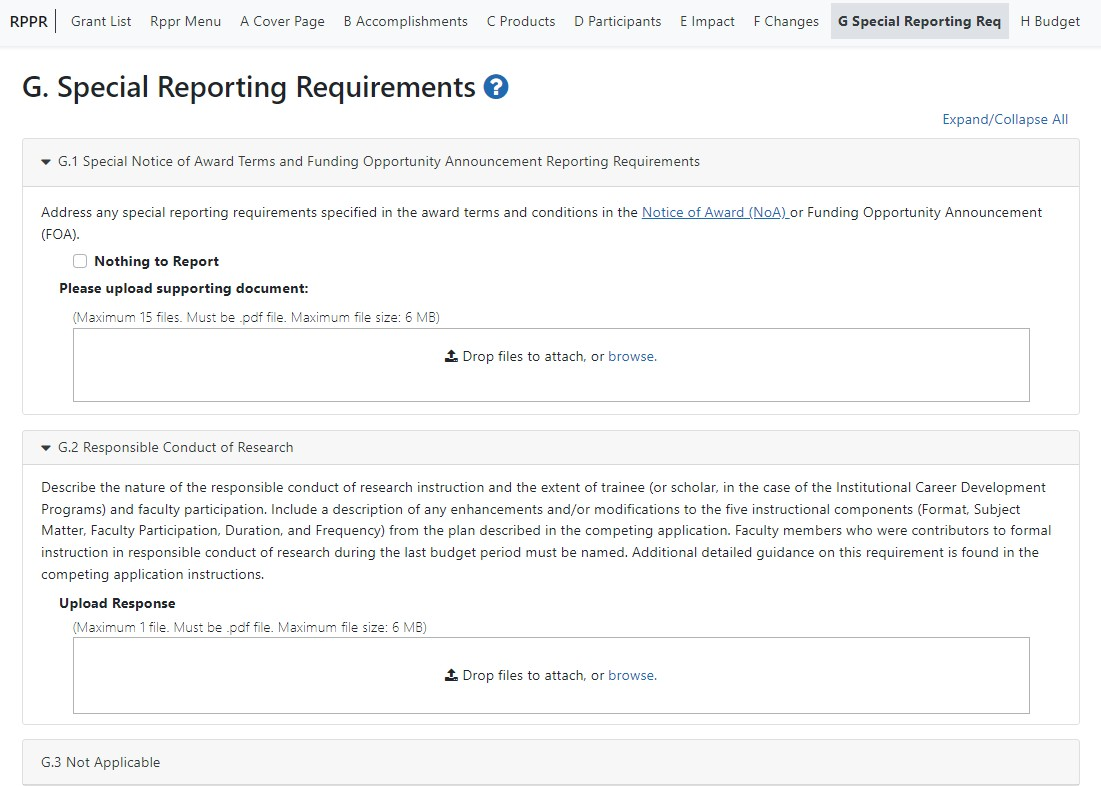 RPPR Grant List Rppr Menu A Cover Page B Accomplishments C Products D Participants E Impact F Changes G Special Reporting Req H Budget
G. Special Reporting Requirements ?
Expand/Collapse All
G.1 Special Notice of Award Terms and Funding Opportunity Announcement Reporting Requirements
Address any special reporting requirements specified in the award terms and conditions in the Notice of Award (NoA) or Funding Opportunity Announcement
(FOA).
Nothing to Report
Please upload supporting document:
(Maximum 15 files. Must be .pdf file. Maximum file size: 6 MB)
Drop files to attach, or browse.
G.2 Responsible Conduct of Research
Describe the nature of the responsible conduct of research instruction and the extent of trainee (or scholar, in the case of the Institutional Career Development
Programs) and faculty participation. Include a description of any enhancements and/or modifications to the five instructional components (Format, Subject
Matter, Faculty Participation, Duration, and Frequency) from the plan described in the competing application. Faculty members who were contributors to formal
instruction in responsible conduct of research during the last budget period must be named. Additional detailed guidance on this requirement is found in the
competing application instructions.
Upload Response
(Maximum 1 file. Must be .pdf file. Maximum file size: 6 MB)
Drop files to attach, or browse.
G.3 Not Applicable